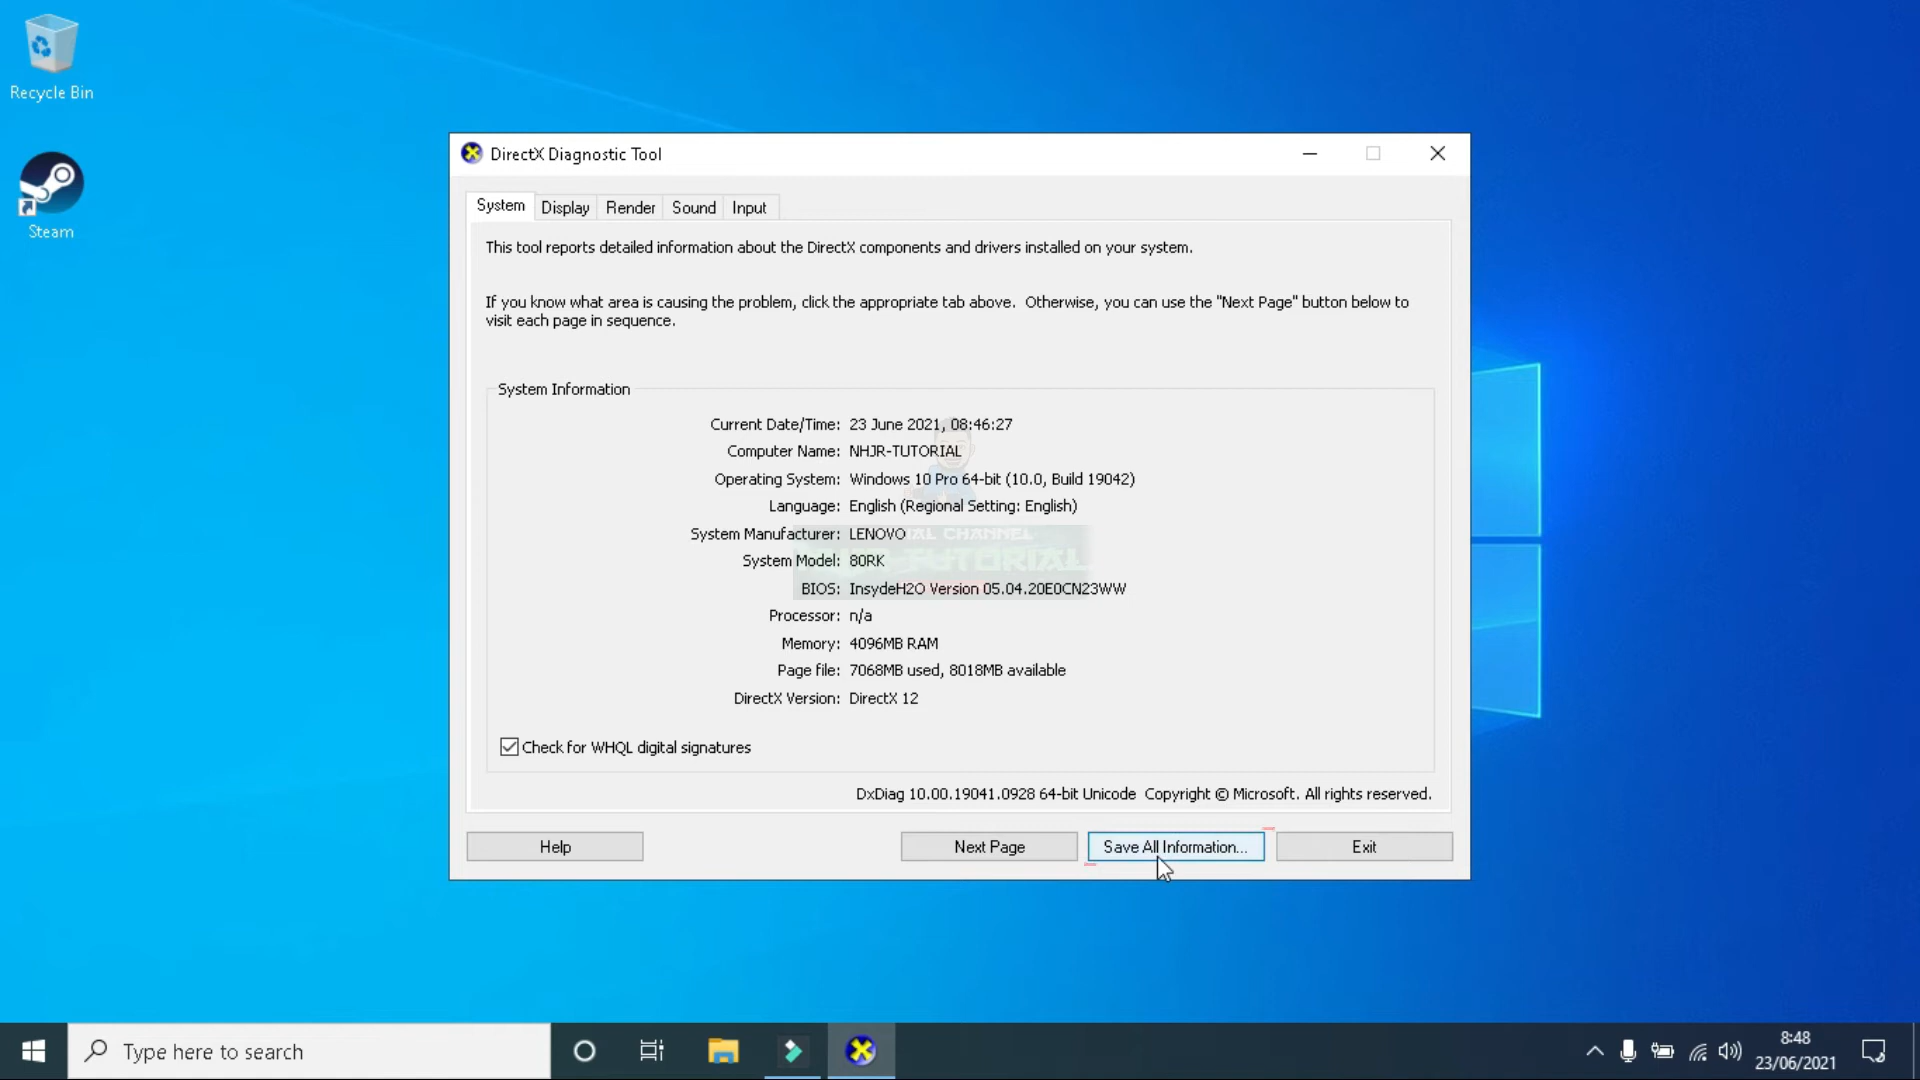 Recycle Bin
Steam
DirectX Diagnostic Tool
System Display Render Sound Input
This tool reports detailed information about the DirectX components and drivers installed on your system.
If you know what area is causing the problem, click the appropriate tab above.  Otherwise, you can use the "Next Page" button below to
visit each page in sequence.
System Information
Current Date/Time: 23 June 2021, 08:46:27
Computer Name: NHJR-TUTORIAL
Operating System: Windows 10 Pro 64-bit (10.0, Build 19042)
Language: English (Regional Setting: English)
System Manufacturer: LENOVO
CHANNEL
System Model: 80RK
TUTORIAL
BIOS: InsydeH2O Version 05.04.20E0CN23WW
Processor: n/a
Memory: 4096MB RAM
Page file: 7068MB used, 8018MB available
DirectX Version: DirectX 12
Check for WHQL digital signatures
DxDiag 10.00.19041.0928 64-bit Unicode  Copyright © Microsoft. All rights reserved.
Help Next Page Save All Information... Exit
Type here to search
8:48
23/06/2021